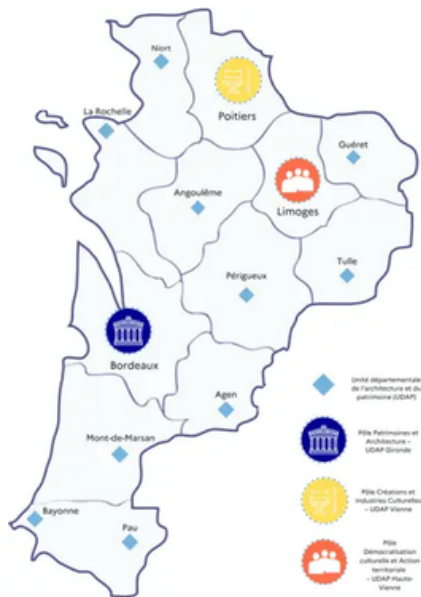 Niort
Poitiers
La Rochelle
Guéret
Angoulême
Limoges
Tulle
Périgueux
Bordeaux
Agen
Mont-de-Marsan
Bayonne
Pau
Unité départementale
de l'architecture et du
patrimoine (UDAP)
Pôle Patrimoines et
Architecture –
UDAP Gironde
Pôle Créations et
Industries Culturelles
– UDAP Vienne
Pôle
Démocratisation
culturelle et Action
territoriale
– UDAP Haute-
Vienne